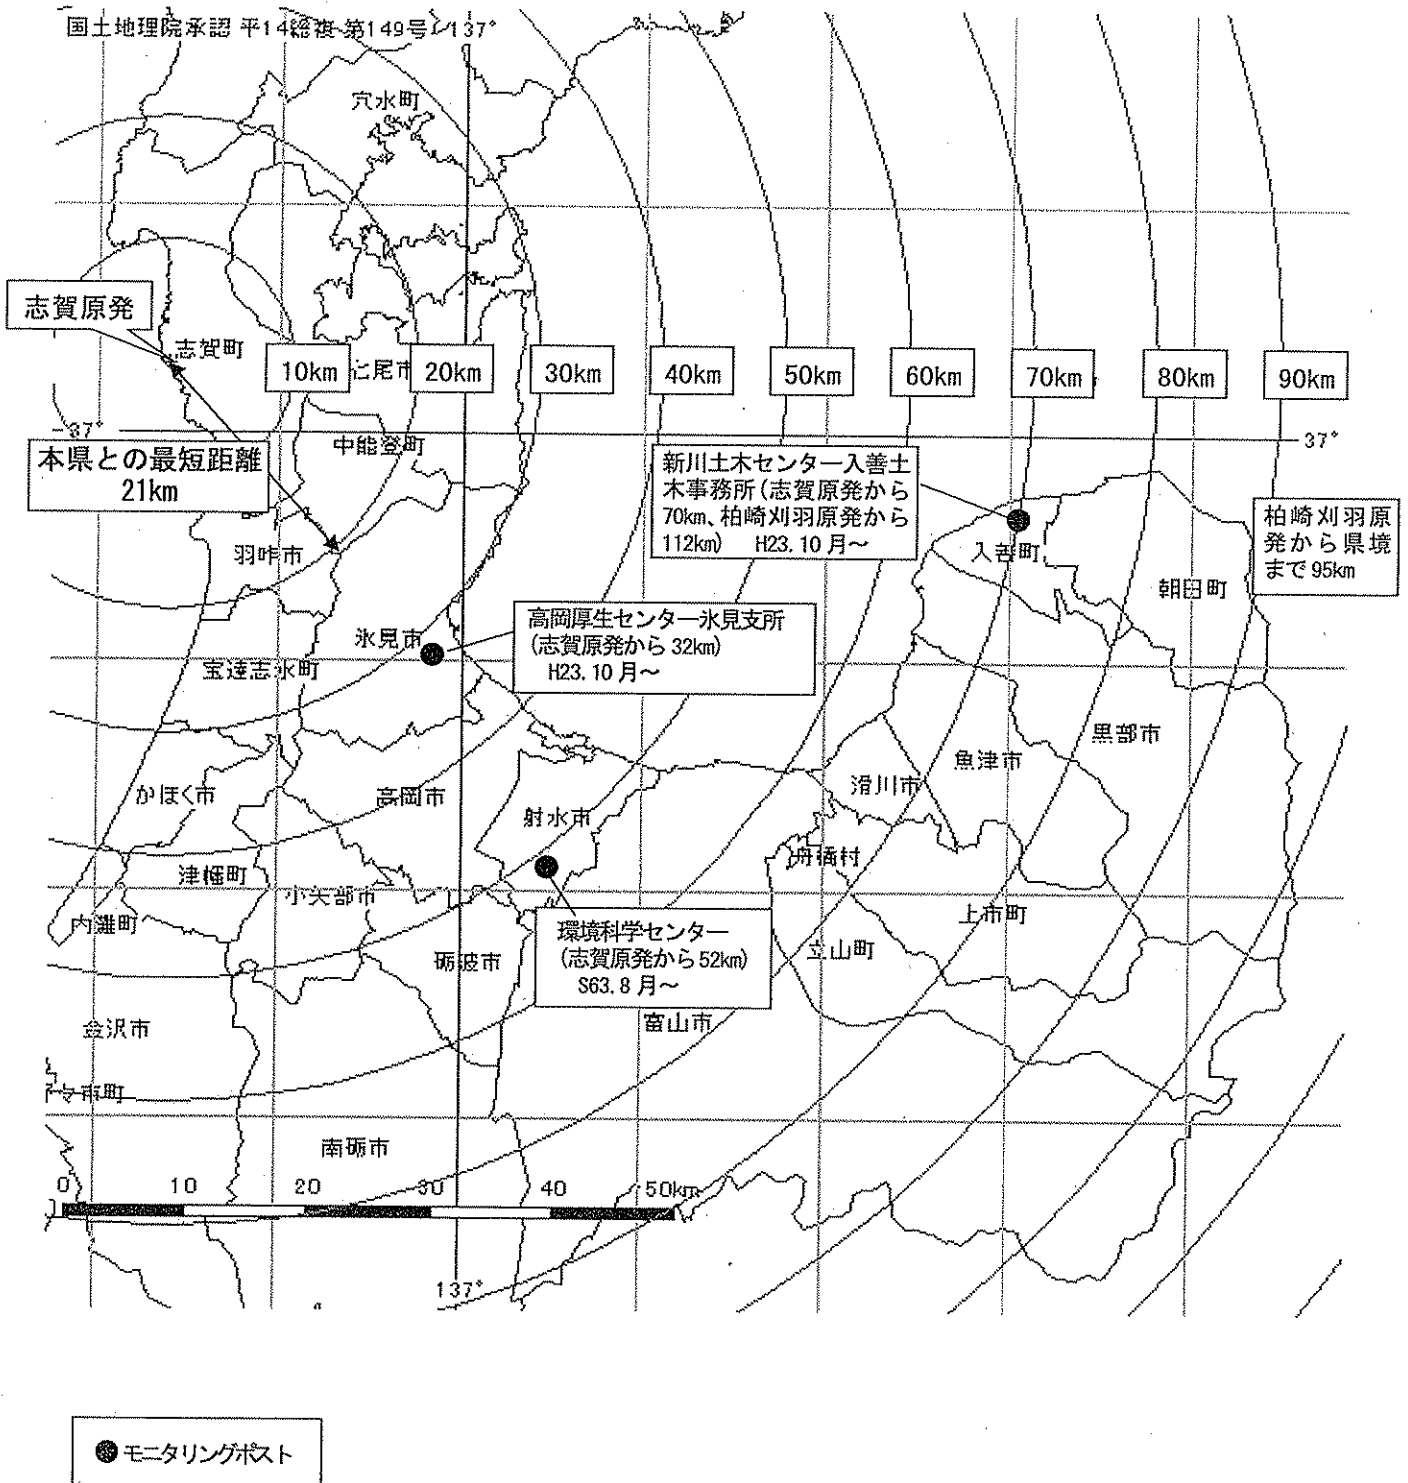 国土地理院承認 平14総複 第149号
137°
穴水町
志賀原発
志賀町
七尾市
10km
20km
30km
40km
50km
60km
70km
80km
90km
37°
37°
中能登町
本県との最短距離
21km
新川土木センター入善土
木事務所(志賀原発から
70km、柏崎刈羽原発から
112km) H23.10月~
柏崎刈羽原
発から県境
まで95km
羽咋市
入善町
朝日町
高岡厚生センター氷見支所
(志賀原発から32km)
H23.10月~
氷見市
宝達志水町
黒部市
魚津市
滑川市
かほく市
高岡市
射水市
舟橋村
津幡町
小矢部市
内灘町
上市町
環境科学センター
(志賀原発から52km)
S63.8月~
立山町
砺波市
富山市
金沢市
々市町
南砺市
0 10 20 30 40 50km
137°
モニタリングポスト